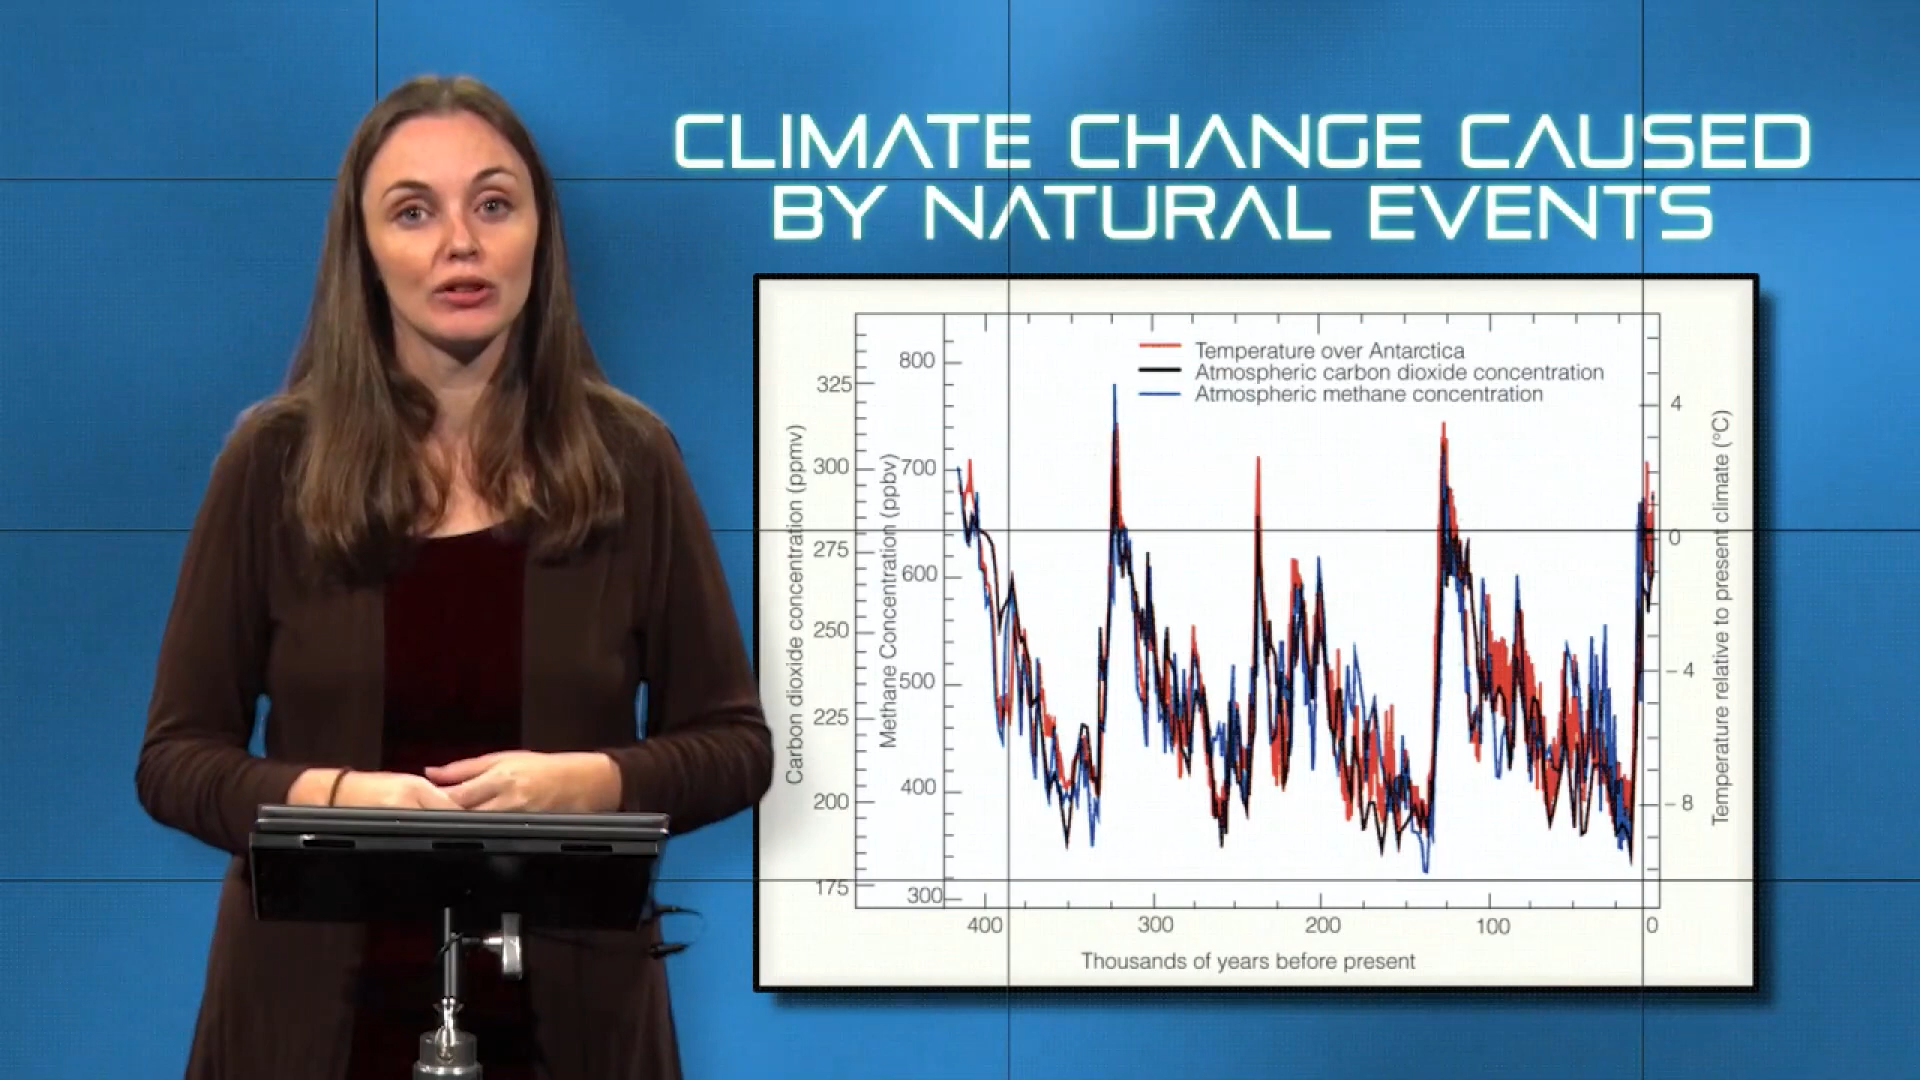 CLIMATE CHANGE CAUSED
BY NATURAL EVENTS
Temperature over Antarctica
Atmospheric carbon dioxide concentration
Atmospheric methane concentration
Carbon dioxide concentration (ppmv)
325
300
275
250
225
200
175
Methane Concentration (ppbv)
800
700
600
500
400
300
4
0
-4
-8
Temperature relative to present climate (°C)
400 300 200 100 0
Thousands of years before present